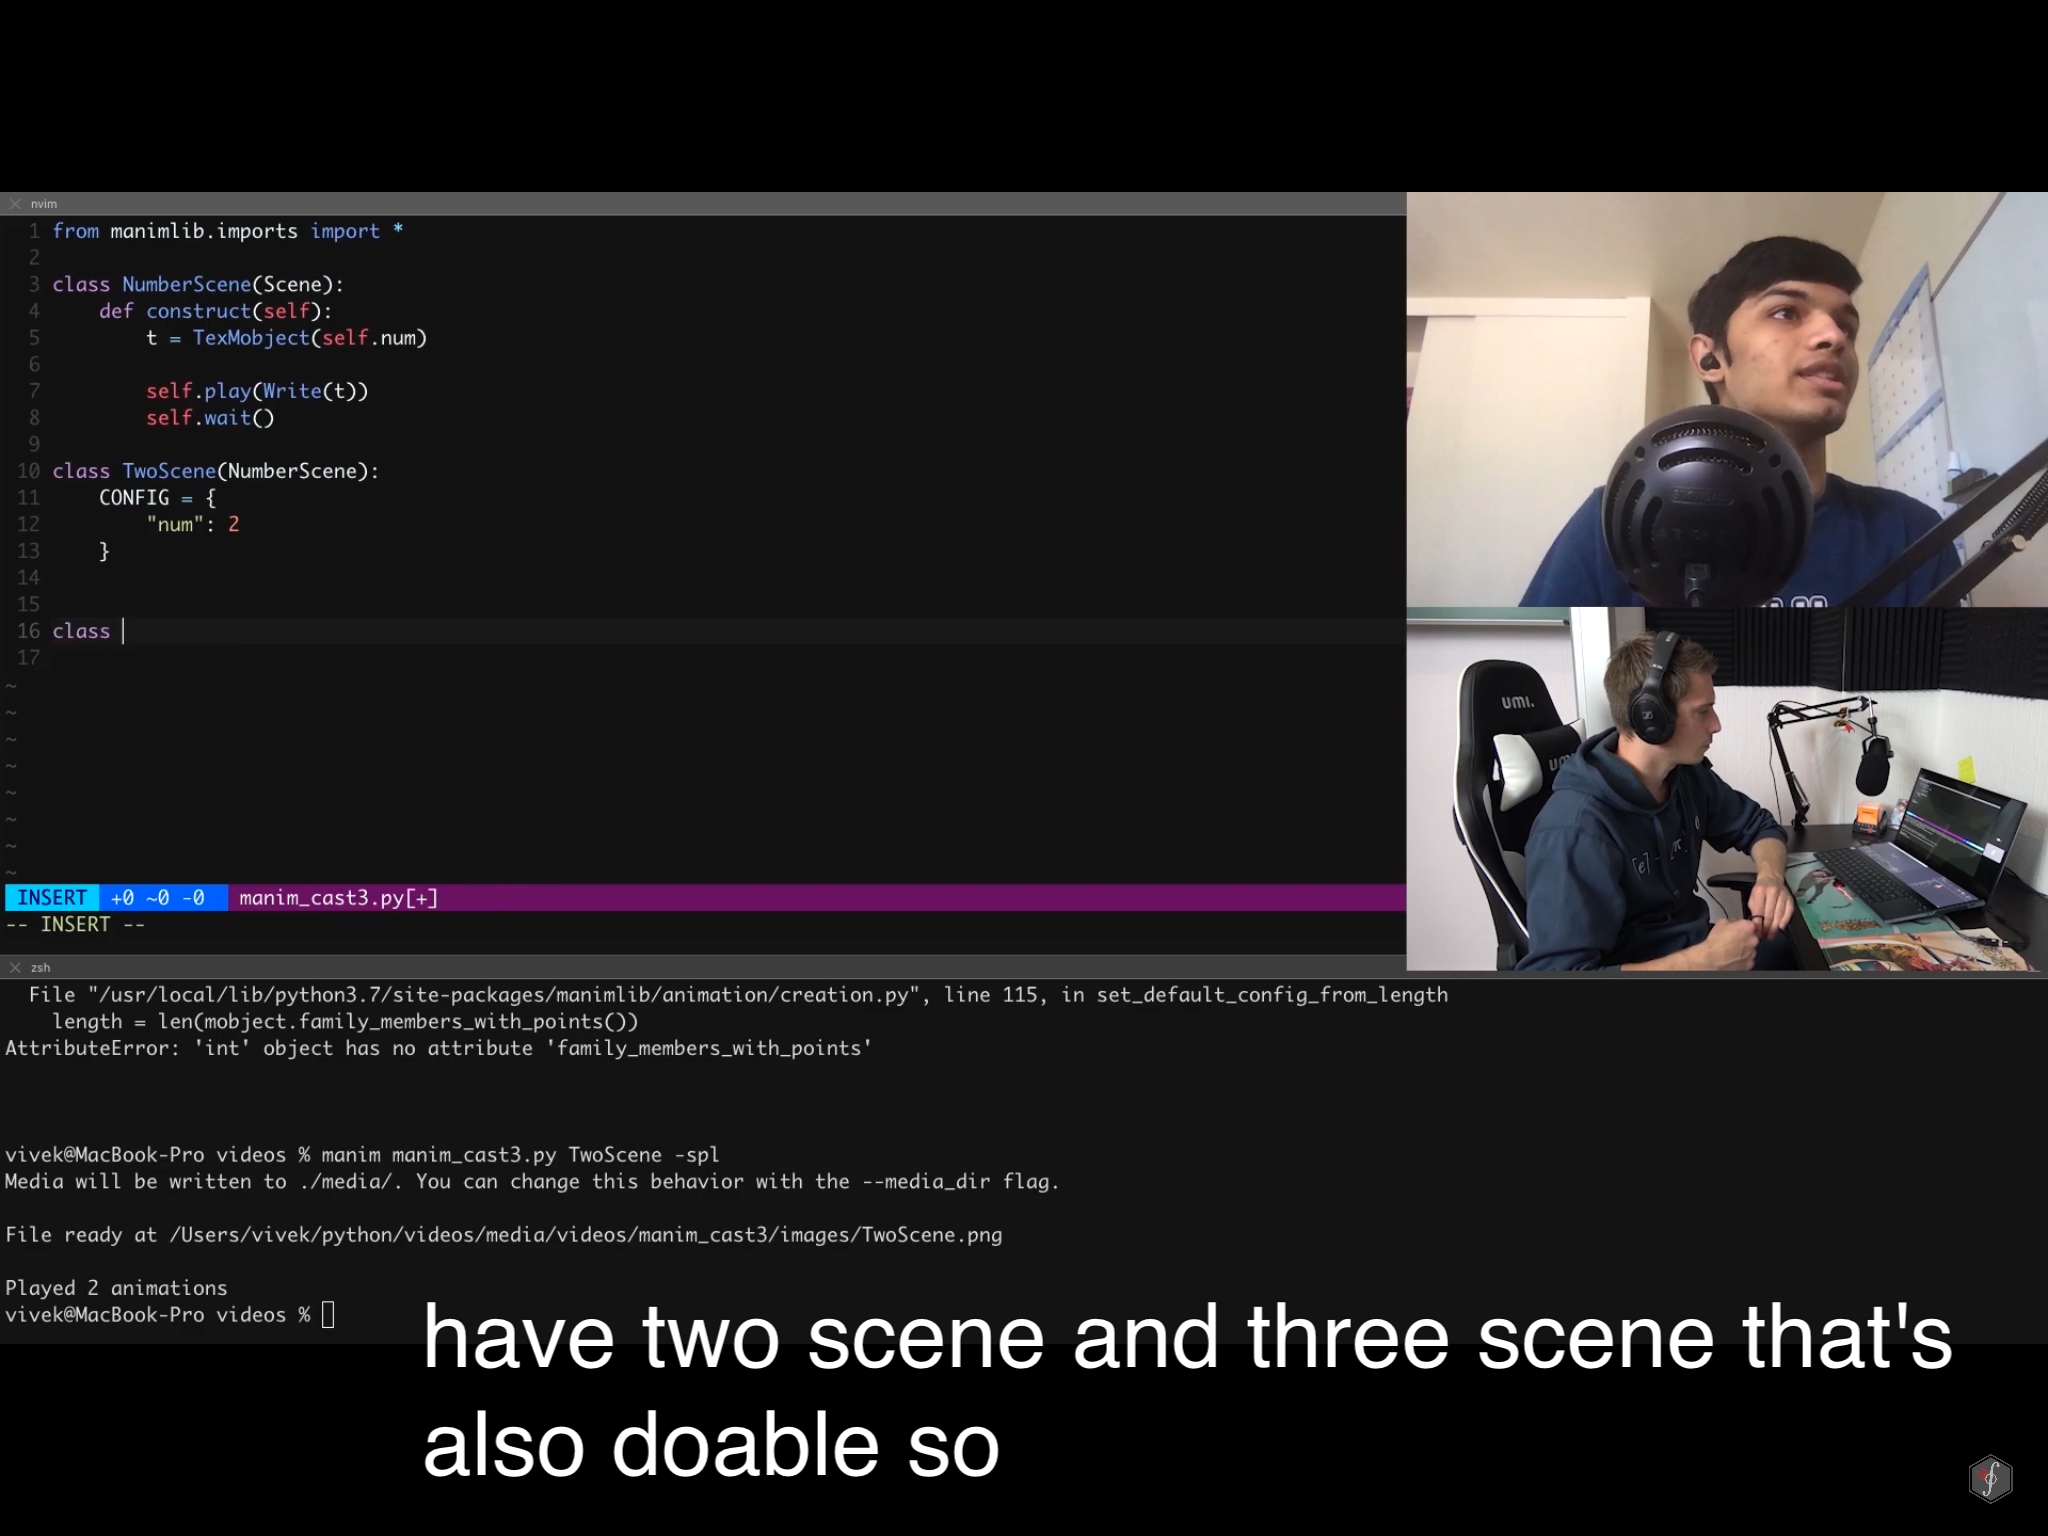 nvim
1 from manimlib.imports import *
2
3 class NumberScene(Scene):
4 def construct(self):
5 t = TexMobject(self.num)
6
7 self.play(Write(t))
8 self.wait()
9
10 class TwoScene(NumberScene):
11 CONFIG = {
12 "num": 2
13 }
14
15
16 class
17
~
~
~
~
~
~
~
~
INSERT +0 ~0 -0 manim_cast3.py[+]
-- INSERT --
umi.
zsh
File "/usr/local/lib/python3.7/site-packages/manimlib/animation/creation.py", line 115, in set_default_config_from_length
length = len(mobject.family_members_with_points())
AttributeError: 'int' object has no attribute 'family_members_with_points'
vivek@MacBook-Pro videos % manim manim_cast3.py TwoScene -spl
Media will be written to ./media/. You can change this behavior with the --media_dir flag.
File ready at /Users/vivek/python/videos/media/videos/manim_cast3/images/TwoScene.png
Played 2 animations
vivek@MacBook-Pro videos %
have two scene and three scene that's
also doable so